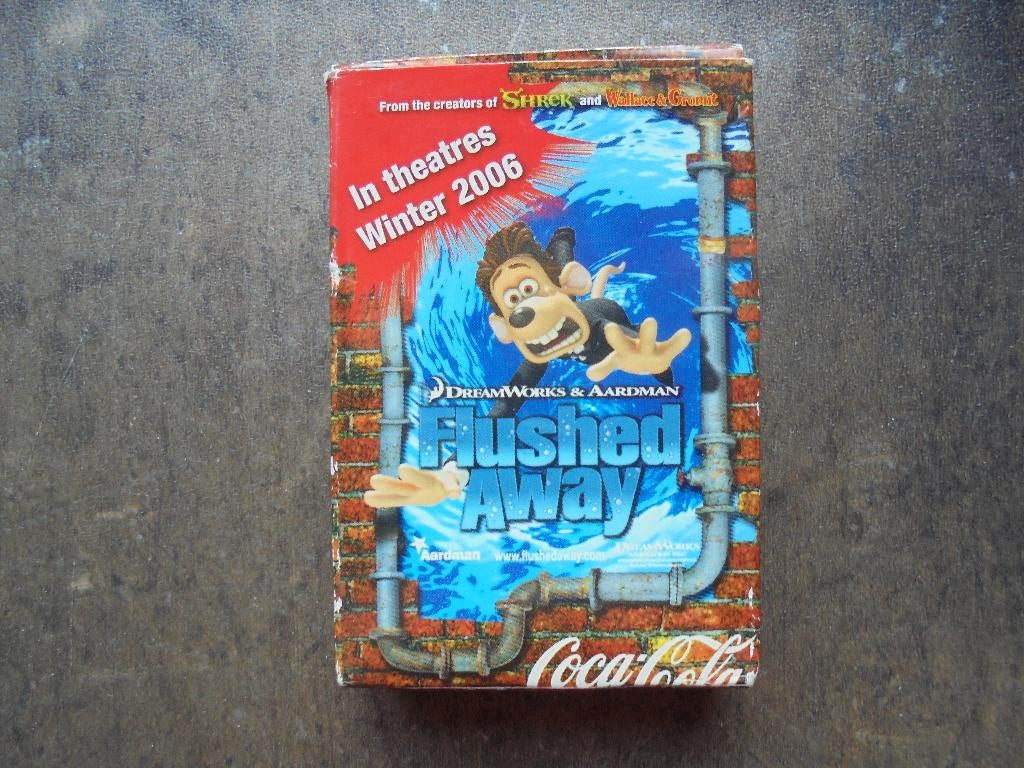 From the creators of SHREK and Wallace & Gromit
In theatres
Winter 2006
DREAMWORKS & AARDMAN
Flushed
Away
Aardman www.flushedaway.com DREAMWORKS
Coca-Cola